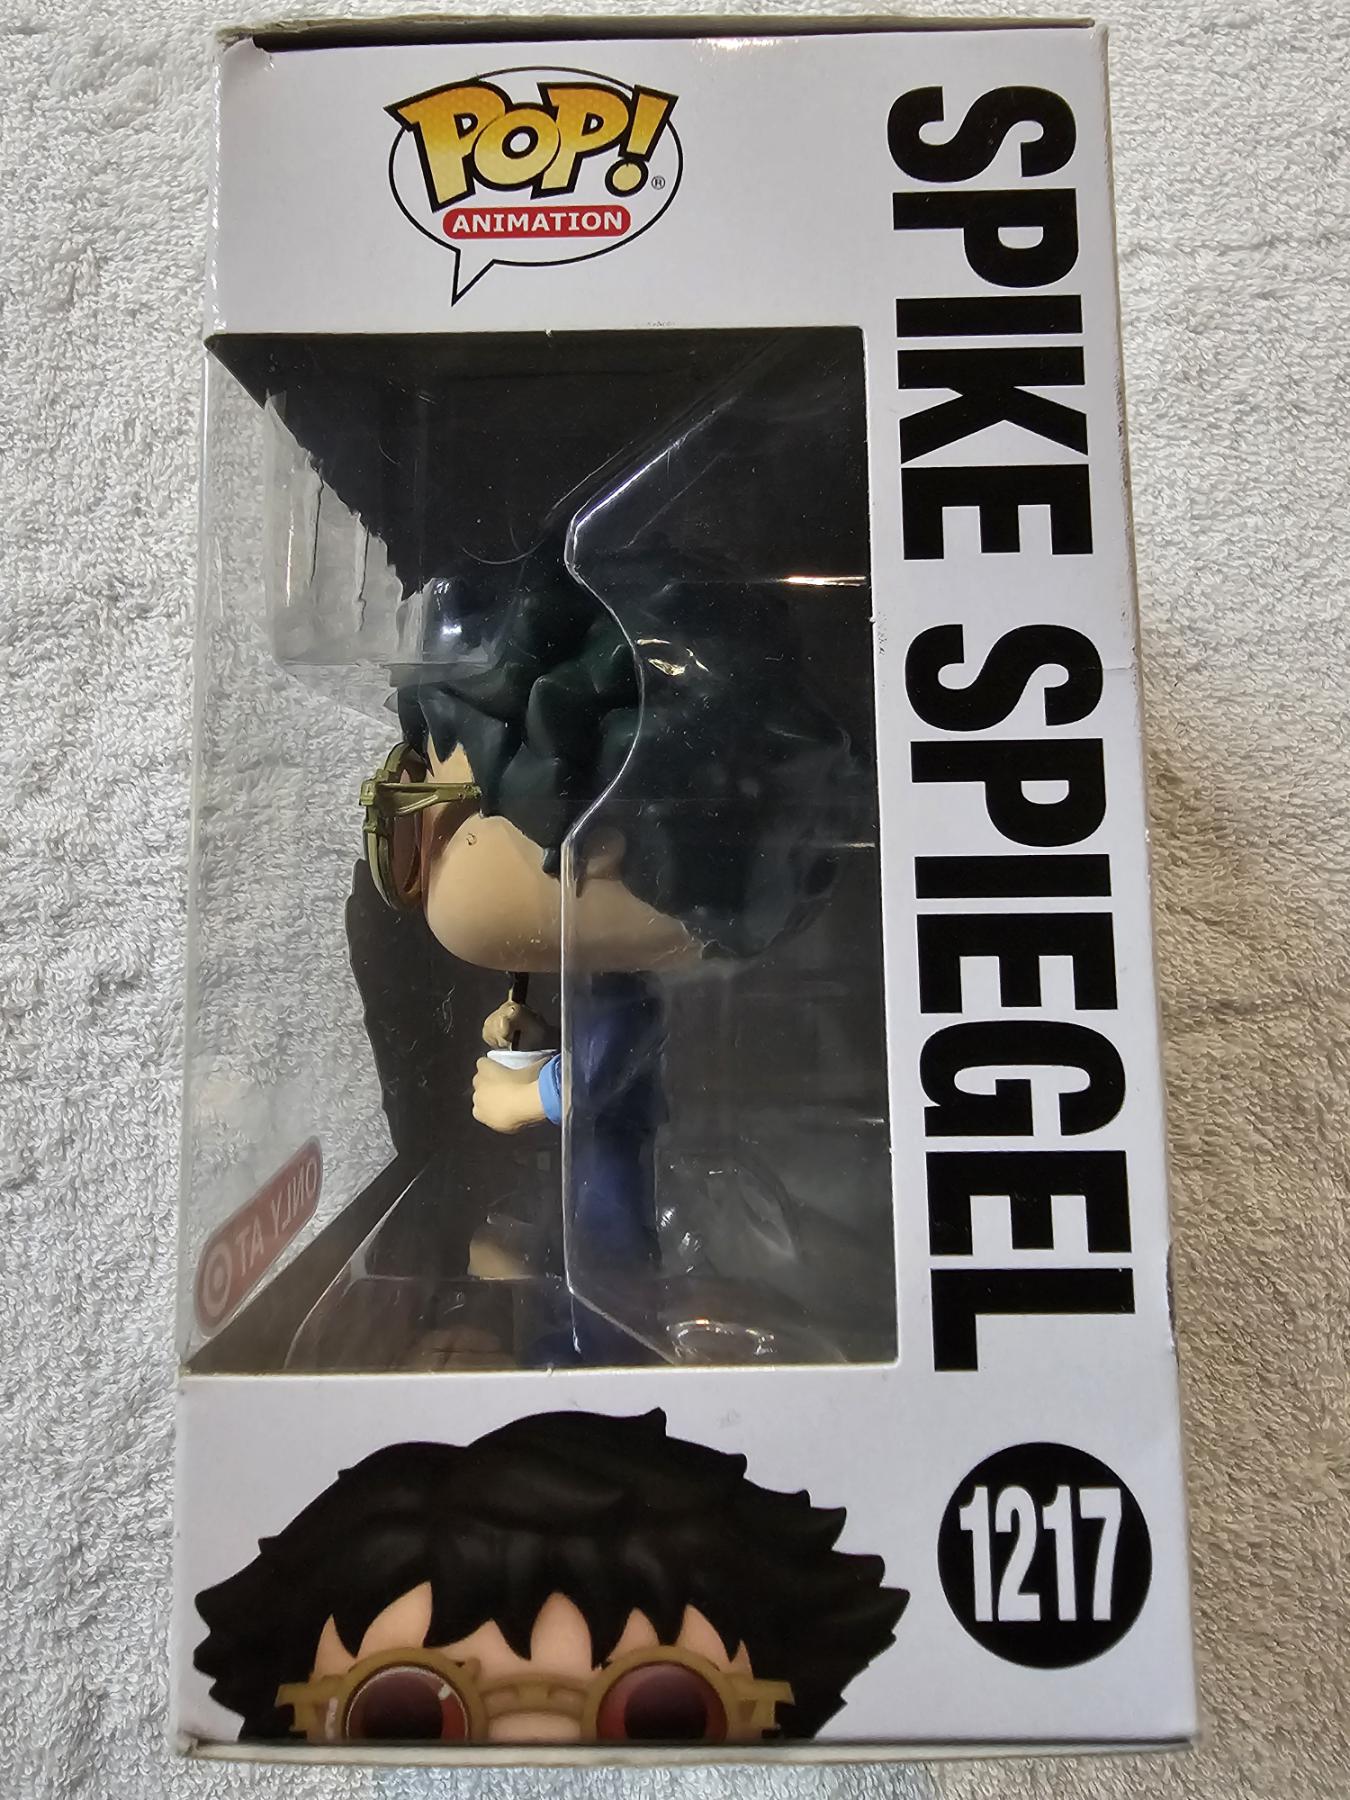 POP!®
ANIMATION
SPIKE SPIEGEL
ONLY AT
1217